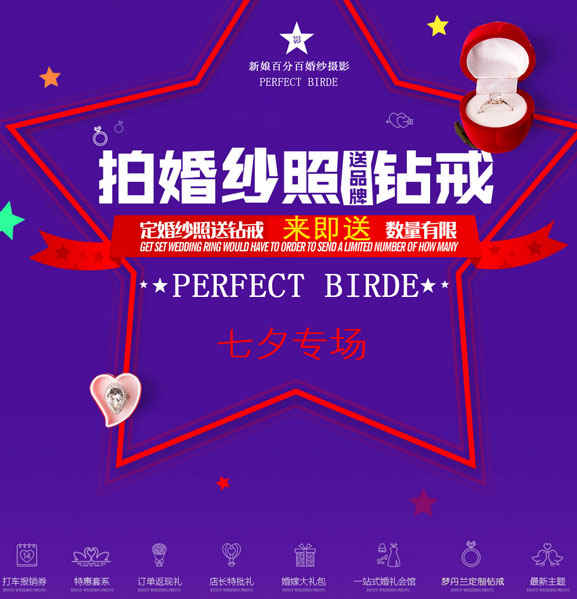 新娘百分百婚纱摄影
PERFECT BIRDE
拍婚纱照送品牌钻戒
定婚纱照送钻戒 来即送 数量有限
GET SET WEDDING RING WOULD HAVE TO ORDER TO SEND A LIMITED NUMBER OF HOW MANY
★★PERFECT BIRDE★★
七夕专场
打车报销券 特惠套系 订单返现礼 店长特批礼 婚嫁大礼包 一站式婚礼会馆 梦丹兰定制钻戒 最新主题